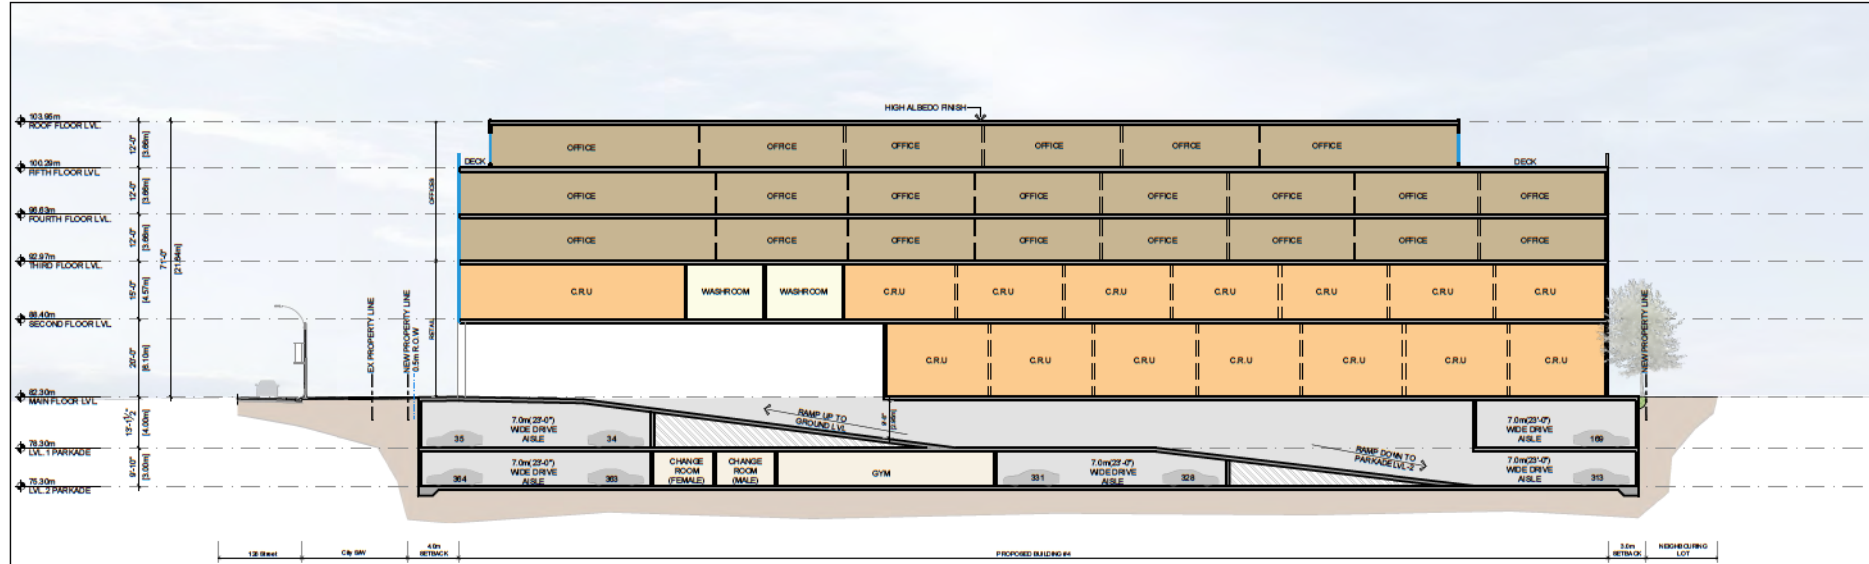 HIGH ALBEDO FINISH
103.95m
ROOF FLOOR LVL.
12'-0"
[3.66m]
OFFICE OFFICE OFFICE OFFICE OFFICE OFFICE
100.29m
FIFTH FLOOR LVL.
DECK
DECK
12'-0"
[3.66m]
OFFICES
OFFICE OFFICE OFFICE OFFICE OFFICE OFFICE OFFICE OFFICE
96.63m
FOURTH FLOOR LVL.
12'-0"
[3.66m]
OFFICE OFFICE OFFICE OFFICE OFFICE OFFICE OFFICE OFFICE
92.97m
THIRD FLOOR LVL.
71'-0"
[21.64m]
15'-0"
[4.57m]
C.R.U WASHROOM WASHROOM C.R.U C.R.U C.R.U C.R.U C.R.U C.R.U C.R.U
88.40m
SECOND FLOOR LVL.
RETAIL
20'-0"
[6.10m]
EX PROPERTY LINE
NEW PROPERTY LINE
0.5m R.O.W
C.R.U C.R.U C.R.U C.R.U C.R.U C.R.U C.R.U
NEW PROPERTY LINE
82.30m
MAIN FLOOR LVL.
13'-1½"
[4.00m]
7.0m(23'-0")
WIDE DRIVE
AISLE
35 34
RAMP UP TO
GROUND LVL
7.0m(23'-0")
WIDE DRIVE
AISLE
169
78.30m
LVL. 1 PARKADE
9'-10"
[3.00m]
7.0m(23'-0")
WIDE DRIVE
AISLE
364 363
CHANGE
ROOM
(FEMALE)
CHANGE
ROOM
(MALE)
GYM
7.0m(23'-0")
WIDE DRIVE
AISLE
331 328
RAMP DOWN TO
PARKADE LVL-2
7.0m(23'-0")
WIDE DRIVE
AISLE
313
75.30m
LVL. 2 PARKADE
City SAW
4.0m
SETBACK
PROPOSED BUILDING #4
3.0m
SETBACK
NEIGHBOURING
LOT